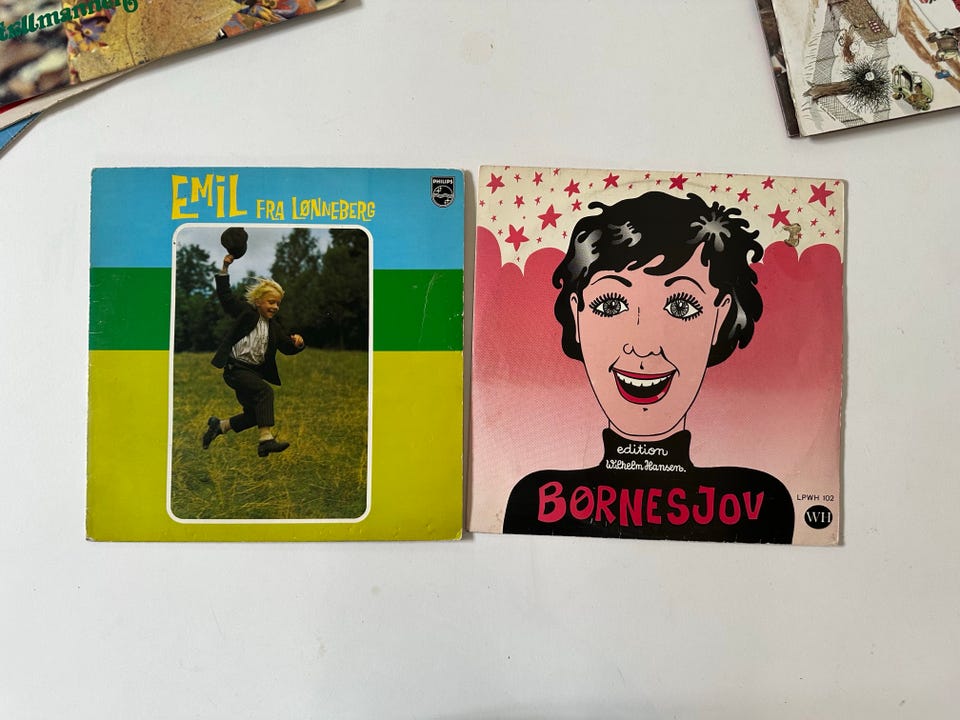 EMIL FRA LØNNEBERG
PHILIPS
edition
Wilhelm Hansen.
BØRNESJOV
LPWH 102
WH